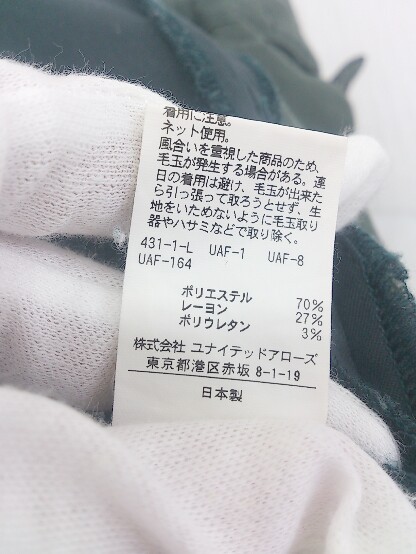 着用に注意。
ネット使用。
風合いを重視した商品のため、
毛玉が発生する場合がある。連
日の着用は避け、毛玉が出来た
ら引っ張って取ろうとせず、生
地をいためないように毛玉取り
器やハサミなどで取り除く。
431-1-L UAF-1 UAF-8
UAF-164
ポリエステル 70%
レーヨン 27%
ポリウレタン 3%
株式会社 ユナイテッドアローズ
東京都港区赤坂 8-1-19
日本製